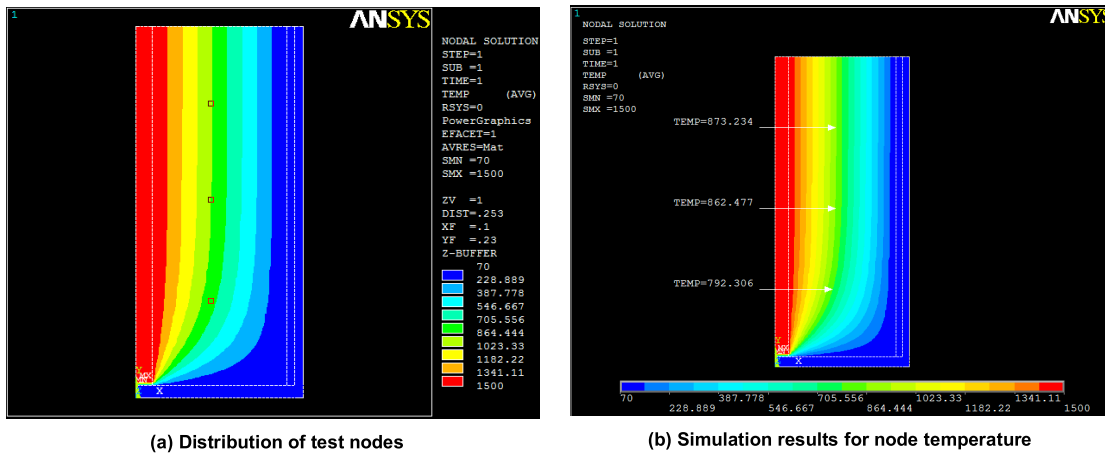 1
ANSYS
NODAL SOLUTION
STEP=1
SUB =1
TIME=1
TEMP (AVG)
RSYS=0
PowerGraphics
EFACET=1
AVRES=Mat
SMN =70
SMX =1500
ZV =1
DIST=.253
XF =.1
YF =.23
Z-BUFFER
70
228.889
387.778
546.667
705.556
864.444
1023.33
1182.22
1341.11
1500
Y
X
(a) Distribution of test nodes
1
ANSYS
NODAL SOLUTION
STEP=1
SUB =1
TIME=1
TEMP (AVG)
RSYS=0
SMN =70
SMX =1500
TEMP=873.234
TEMP=862.477
TEMP=792.306
Y
X
70 387.778 705.556 1023.33 1341.11
228.889 546.667 864.444 1182.22 1500
(b) Simulation results for node temperature